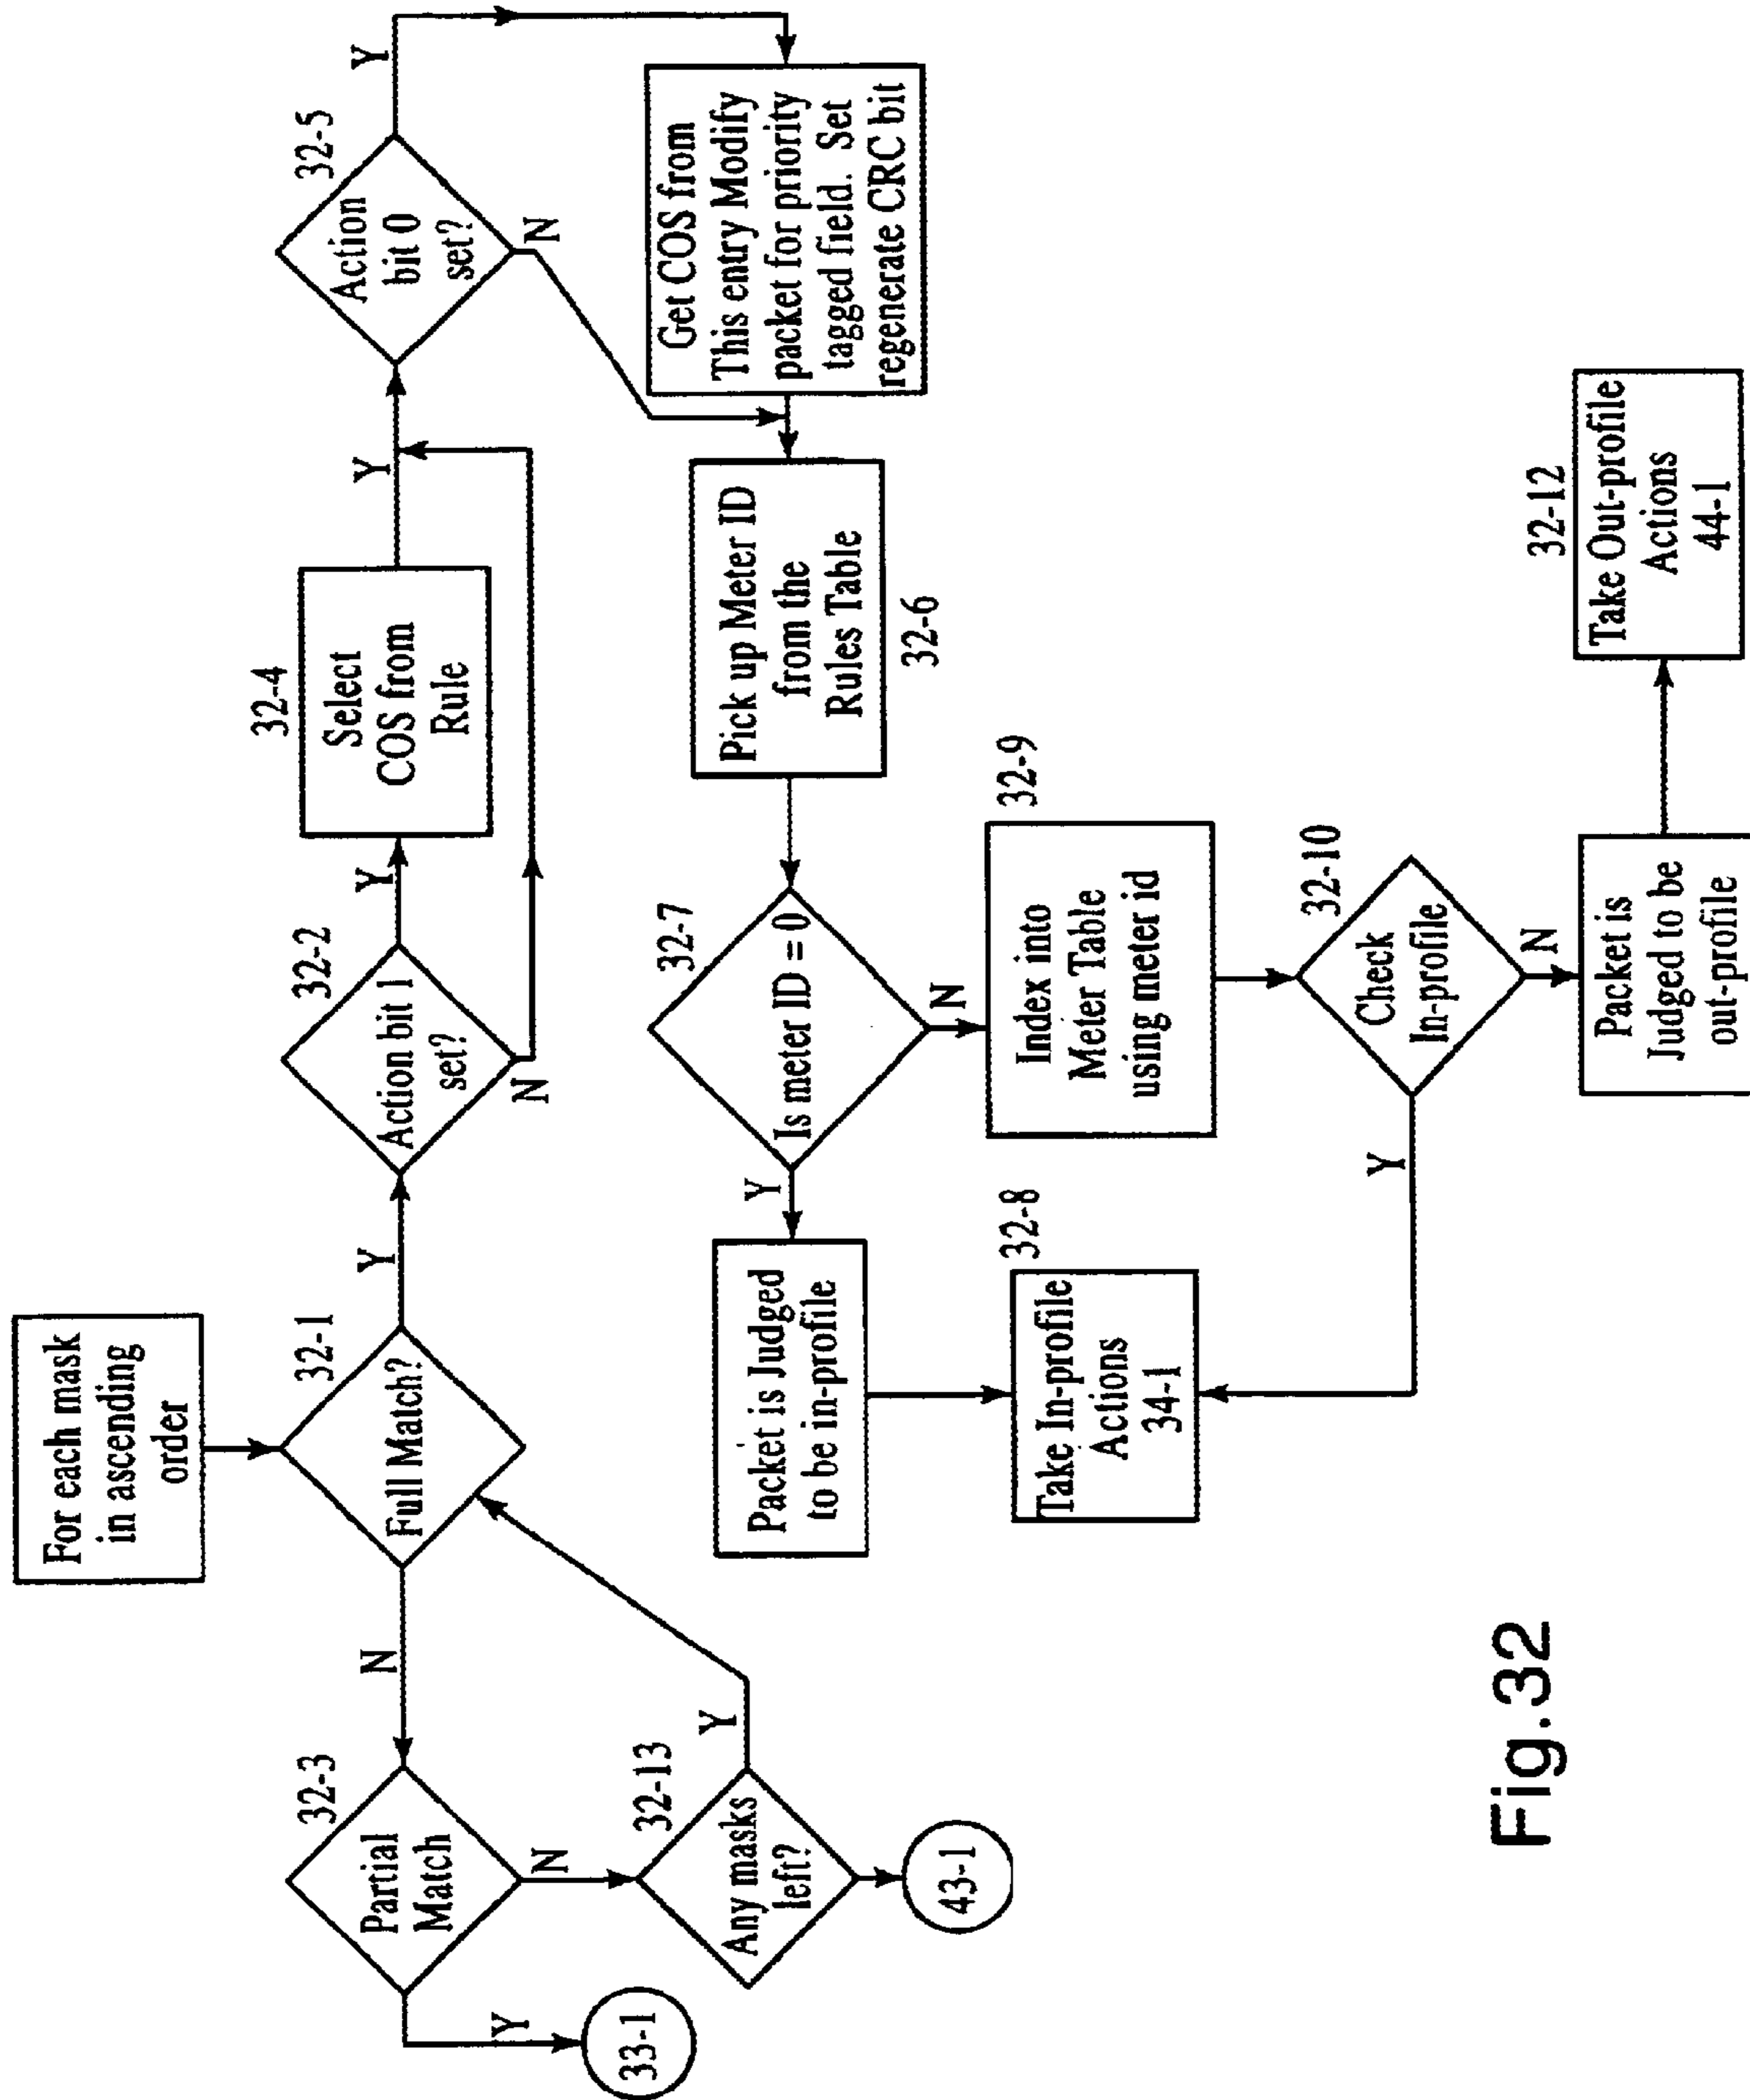 For each mask
in ascending
order
32-1
Full Match?
Y
N
32-2
Action bit 1
set?
Y
N
32-4
Select
COS from
Rule
Y
32-5
Action
bit 0
set?
Y
N
Get COS from
This entry Modify
packet for priority
tagged field. Set
regenerate CRC bit
32-3
Partial
Match
Y
N
33-1
32-13
Any masks
left?
Y
43-1
Pick up Meter ID
from the
Rules Table
32-6
32-7
Is meter ID = 0
Y
N
Packet is Judged
to be in-profile
32-8
Take In-profile
Actions
34-1
32-9
Index into
Meter Table
using meter id
32-10
Check
In-profile
Y
N
Packet is
Judged to be
out-profile
32-12
Take Out-profile
Actions
44-1
Fig.32